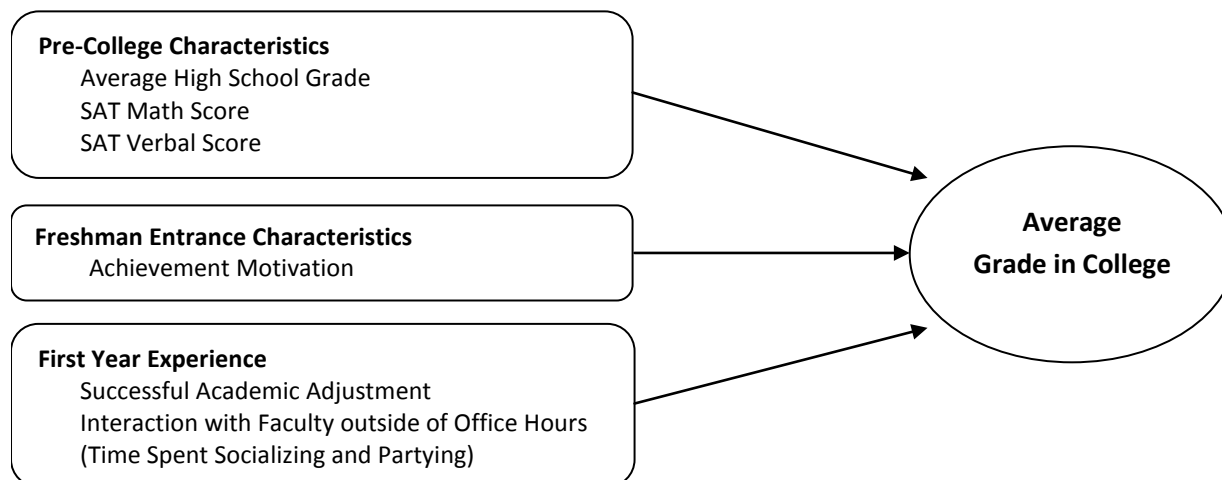 Pre-College Characteristics
Average High School Grade
SAT Math Score
SAT Verbal Score
Freshman Entrance Characteristics
Achievement Motivation
First Year Experience
Successful Academic Adjustment
Interaction with Faculty outside of Office Hours
(Time Spent Socializing and Partying)
Average
Grade in College